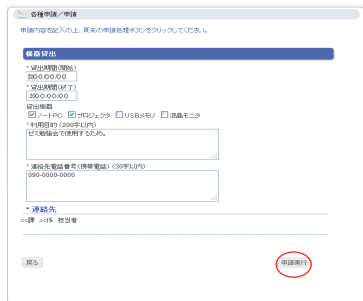 各種申請／申請
申請内容を記入の上、頁末の申請処理ボタンをクリックしてください。
機器貸出
*貸出期間(開始)
2000/00/00
*貸出期間(終了)
2000/00/00
貸出機器
ノートPC プロジェクタ USBメモリ 液晶モニタ
*利用目的(200字以内)
ゼミ勉強会で使用するため。
*連絡先電話番号(携帯電話)(30字以内)
090-0000-0000
連絡先
○○課 ○○係 担当者
戻る 申請実行